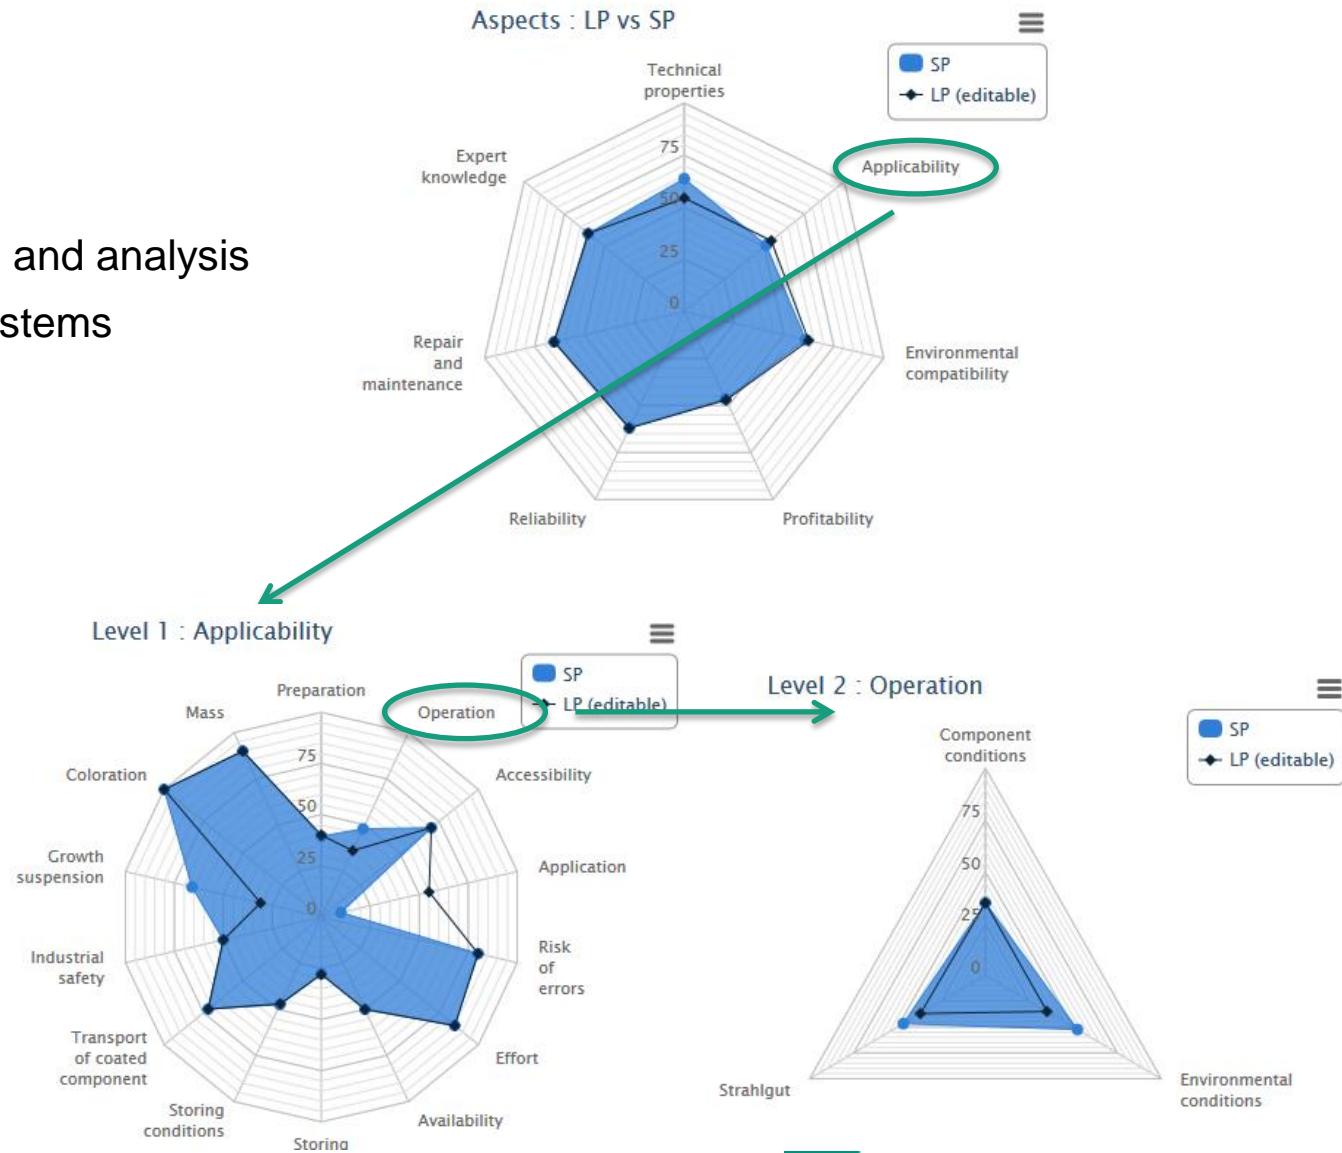 Aspects : LP vs SP
SP
LP (editable)
Technical
properties
Applicability
Environmental
compatibility
Profitability
Reliability
Repair
and
maintenance
Expert
knowledge
75
50
25
0
and analysis
stems
Level 1 : Applicability
SP
LP (editable)
Preparation
Operation
Accessibility
Application
Risk
of
errors
Effort
Availability
Storing
Storing
conditions
Transport
of coated
component
Industrial
safety
Growth
suspension
Coloration
Mass
75
50
25
0
Level 2 : Operation
SP
LP (editable)
Component
conditions
Environmental
conditions
Strahlgut
75
50
25
0